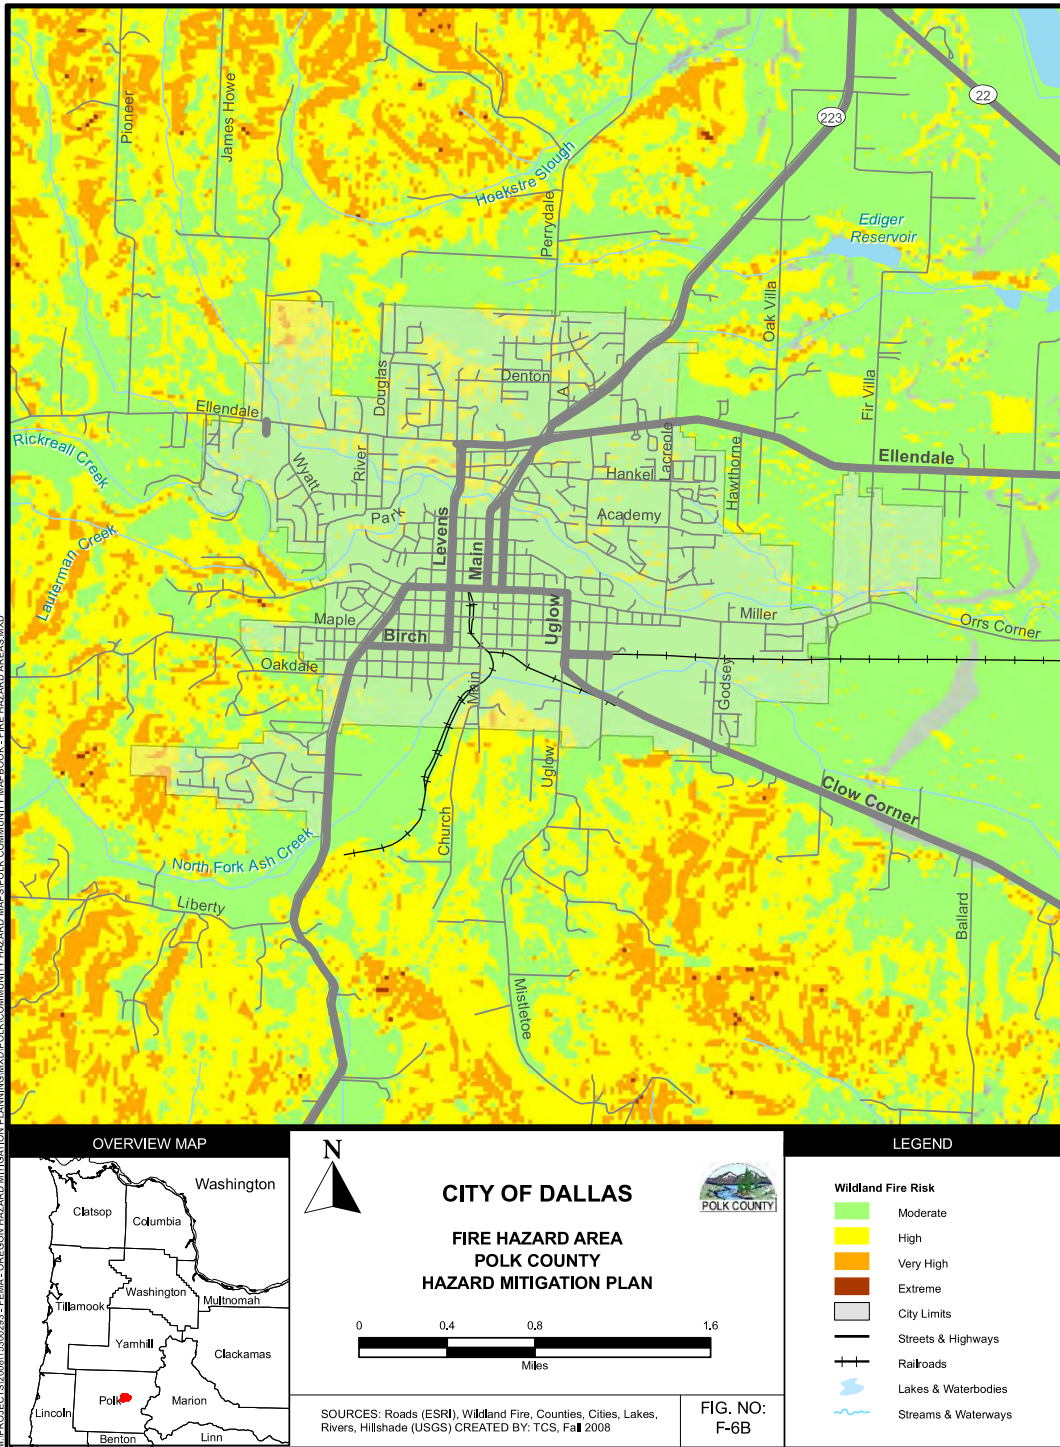 Pioneer
James Howe
Hoekstre Slough
Perrydale
223
22
Ediger
Reservoir
Oak Villa
Fir Villa
Douglas
Denton
A
Ellendale
Rickreall Creek
Wyatt
River
Park
Levens
Main
Hankel
Lacreole
Academy
Hawthorne
Ellendale
Lauterman Creek
Maple
Birch
Oakdale
Uglow
Miller
Orrs Corner
Main
Godsey
Uglow
Clow Corner
Church
North Fork Ash Creek
Liberty
Mistletoe
Ballard
OVERVIEW MAP
Washington
Clatsop
Columbia
Tillamook
Washington
Multnomah
Yamhill
Clackamas
Polk
Marion
Lincoln
Benton
Linn
N
CITY OF DALLAS
POLK COUNTY
FIRE HAZARD AREA
POLK COUNTY
HAZARD MITIGATION PLAN
0 0.4 0.8 1.6
Miles
SOURCES: Roads (ESRI), Wildland Fire, Counties, Cities, Lakes,
Rivers, Hillshade (USGS) CREATED BY: TCS, Fall 2008
FIG. NO:
F-6B
LEGEND
Wildland Fire Risk
Moderate
High
Very High
Extreme
City Limits
Streets & Highways
Railroads
Lakes & Waterbodies
Streams & Waterways